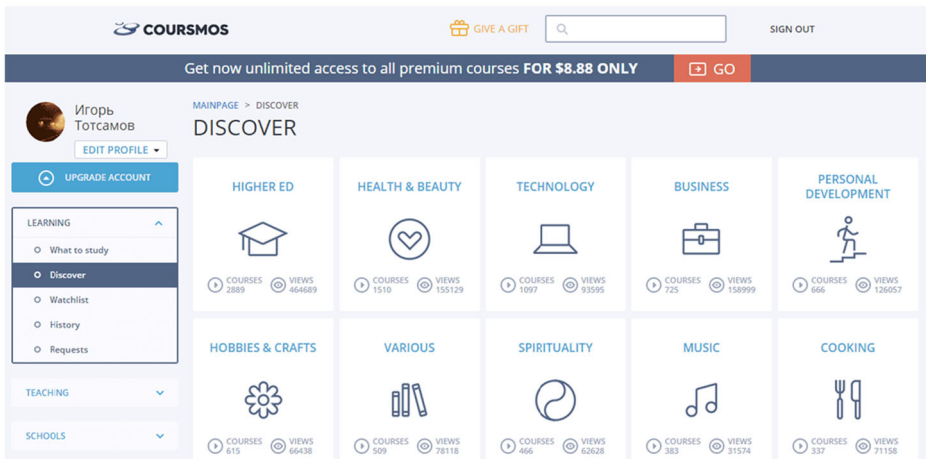 COURSMOS
GIVE A GIFT
SIGN OUT
Get now unlimited access to all premium courses FOR $8.88 ONLY
GO
Игорь
Тотсамов
EDIT PROFILE
UPGRADE ACCOUNT
LEARNING
What to study
Discover
Watchlist
History
Requests
TEACHING
SCHOOLS
MAINPAGE > DISCOVER
DISCOVER
HIGHER ED
COURSES VIEWS
2889 464689
HEALTH & BEAUTY
COURSES VIEWS
1510 155129
TECHNOLOGY
COURSES VIEWS
1097 93595
BUSINESS
COURSES VIEWS
725 158999
PERSONAL
DEVELOPMENT
COURSES VIEWS
666 126057
HOBBIES & CRAFTS
COURSES VIEWS
615 66438
VARIOUS
COURSES VIEWS
509 78118
SPIRITUALITY
COURSES VIEWS
466 62628
MUSIC
COURSES VIEWS
383 31574
COOKING
COURSES VIEWS
337 71158